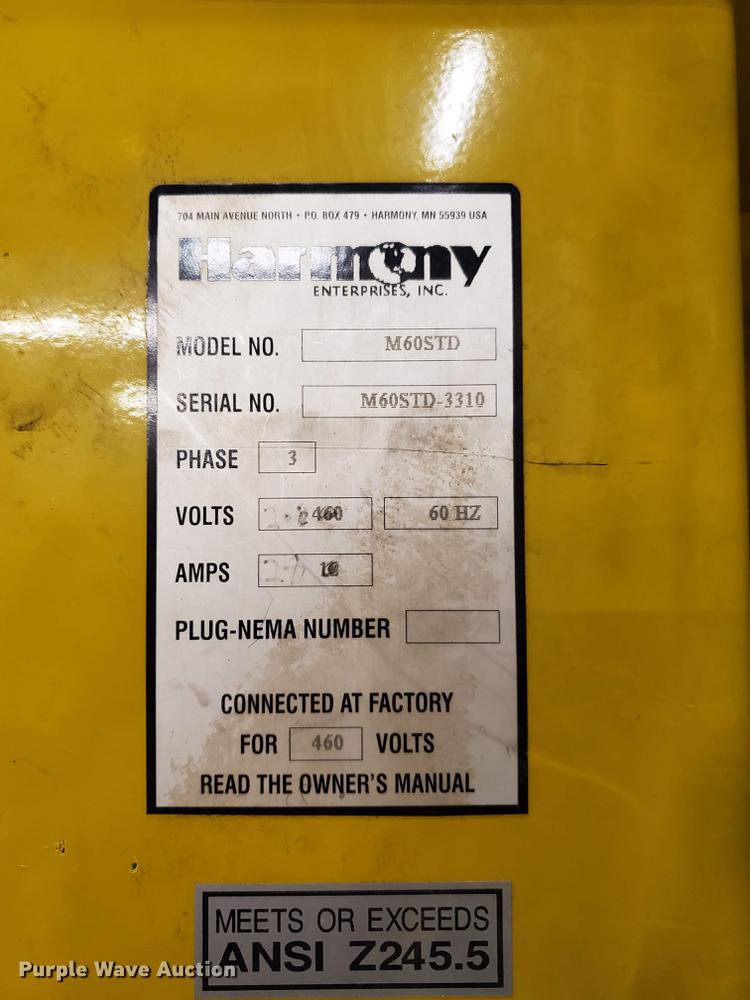 704 MAIN AVENUE NORTH • P.O. BOX 479 • HARMONY, MN 55939 USA
Harmony
ENTERPRISES, INC.
MODEL NO. M60STD
SERIAL NO. M60STD-3310
PHASE 3
VOLTS 460 60 HZ
AMPS
PLUG-NEMA NUMBER
CONNECTED AT FACTORY
FOR 460 VOLTS
READ THE OWNER'S MANUAL
MEETS OR EXCEEDS
ANSI Z245.5
Purple Wave Auction